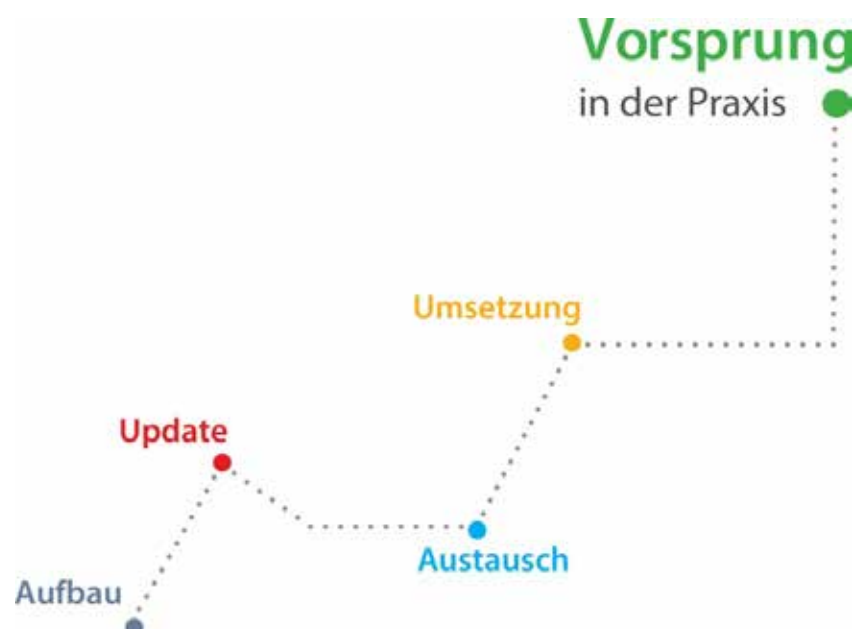 Vorsprung
in der Praxis
Umsetzung
Update
Austausch
Aufbau